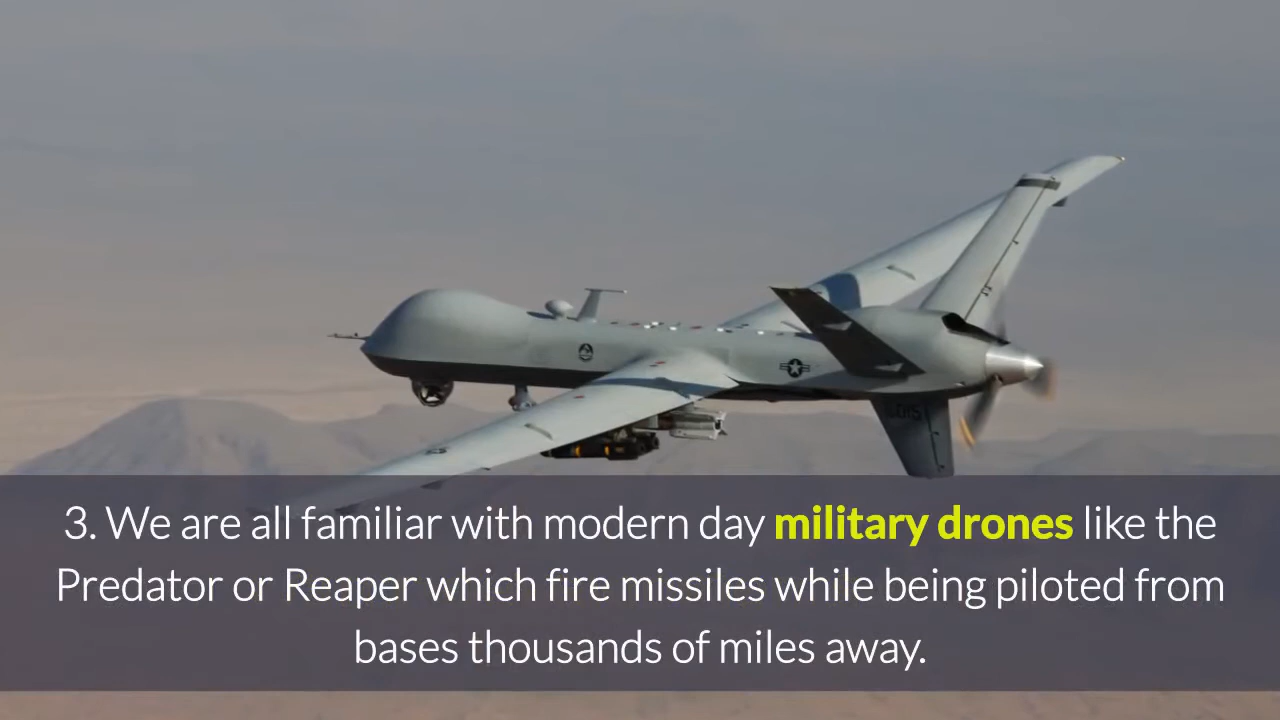 3. We are all familiar with modern day military drones like the
Predator or Reaper which fire missiles while being piloted from
bases thousands of miles away.